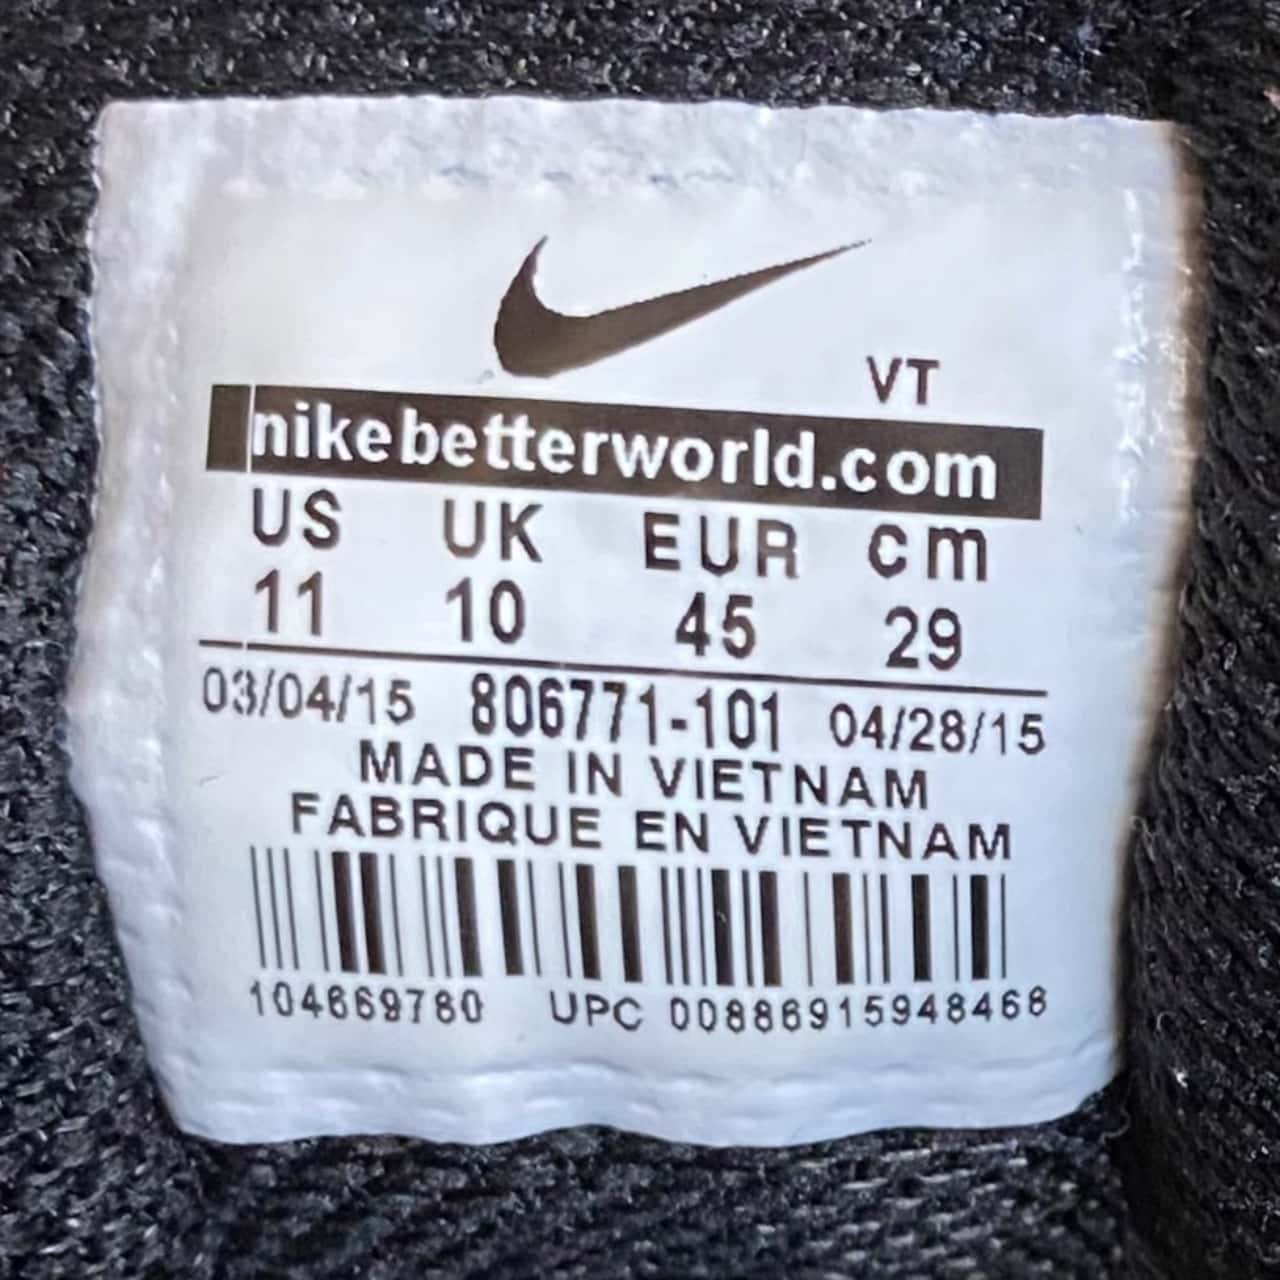 VT
nikebetterworld.com
US UK EUR cm
11 10 45 29
03/04/15 806771-101 04/28/15
MADE IN VIETNAM
FABRIQUE EN VIETNAM
104669780 UPC 00886915948468